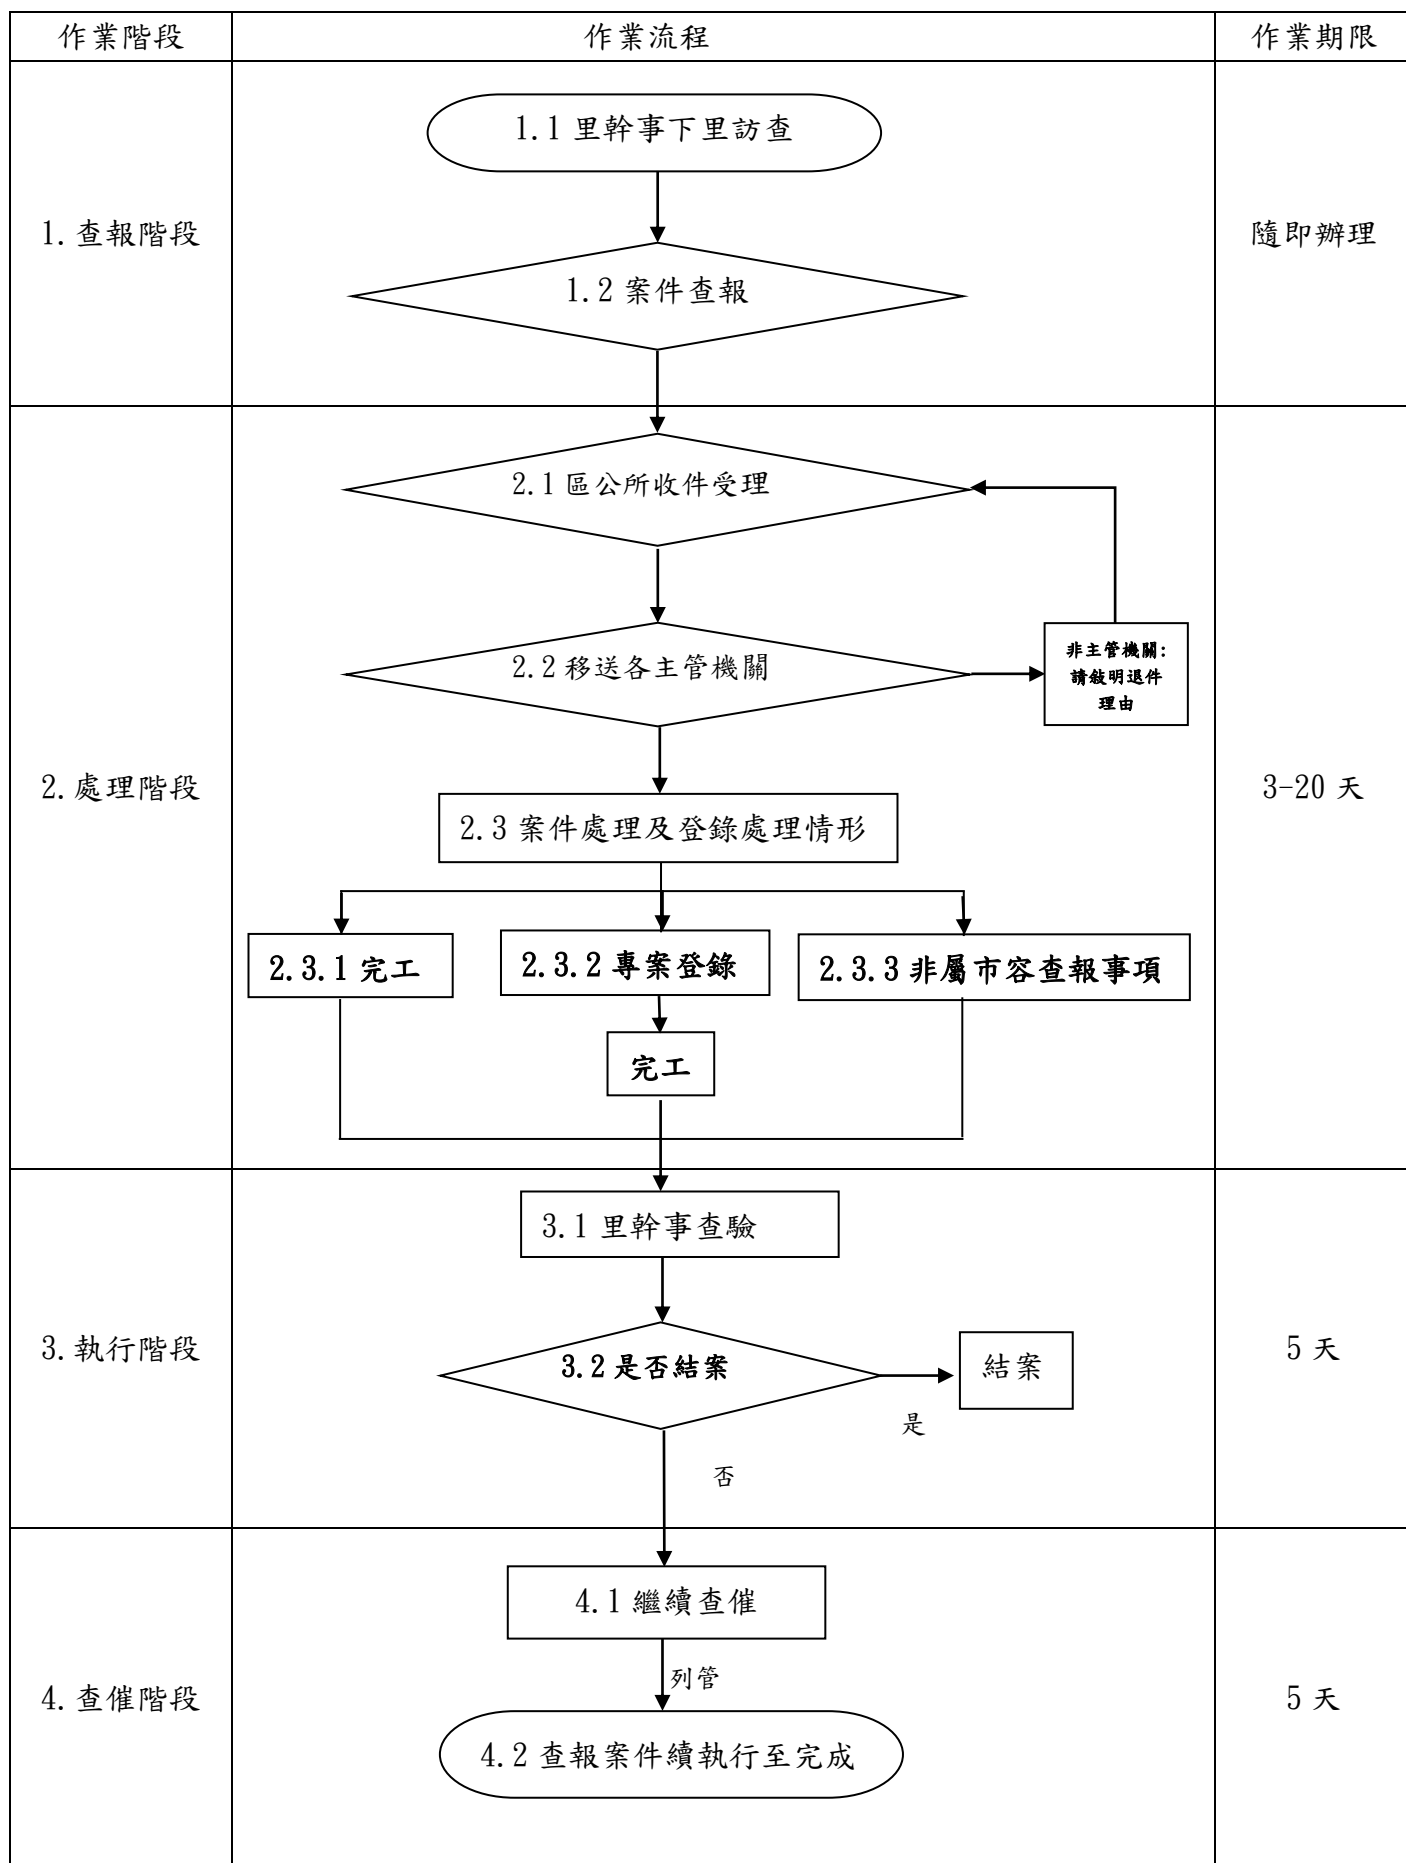 作業階段
作業流程
作業期限
1.1 里幹事下里訪查
1.查報階段
隨即辦理
1.2 案件查報
2.1 區公所收件受理
2.2 移送各主管機關
非主管機關:
請敘明退件
理由
2.處理階段
3-20 天
2.3 案件處理及登錄處理情形
2.3.1 完工
2.3.2 專案登錄
2.3.3 非屬市容查報事項
完工
3.1 里幹事查驗
3.執行階段
5 天
3.2 是否結案
結案
是
否
4.1 繼續查催
列管
4.查催階段
5 天
4.2 查報案件續執行至完成